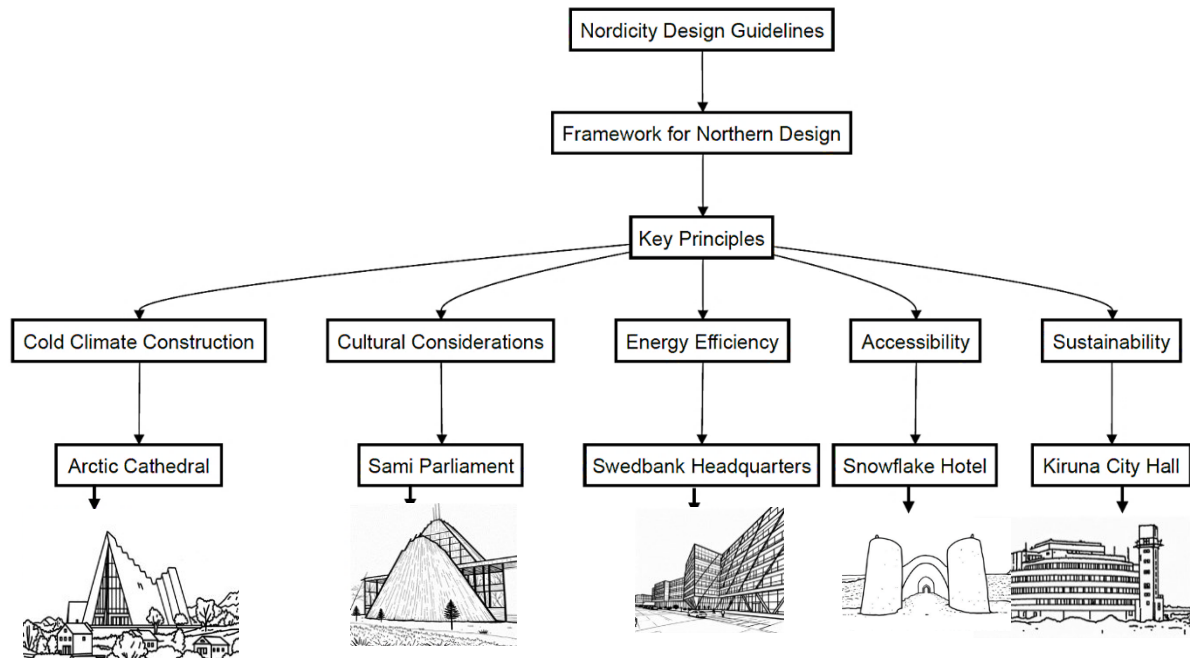 Nordicity Design Guidelines
Framework for Northern Design
Key Principles
Cold Climate Construction
Cultural Considerations
Energy Efficiency
Accessibility
Sustainability
Arctic Cathedral
Sami Parliament
Swedbank Headquarters
Snowflake Hotel
Kiruna City Hall